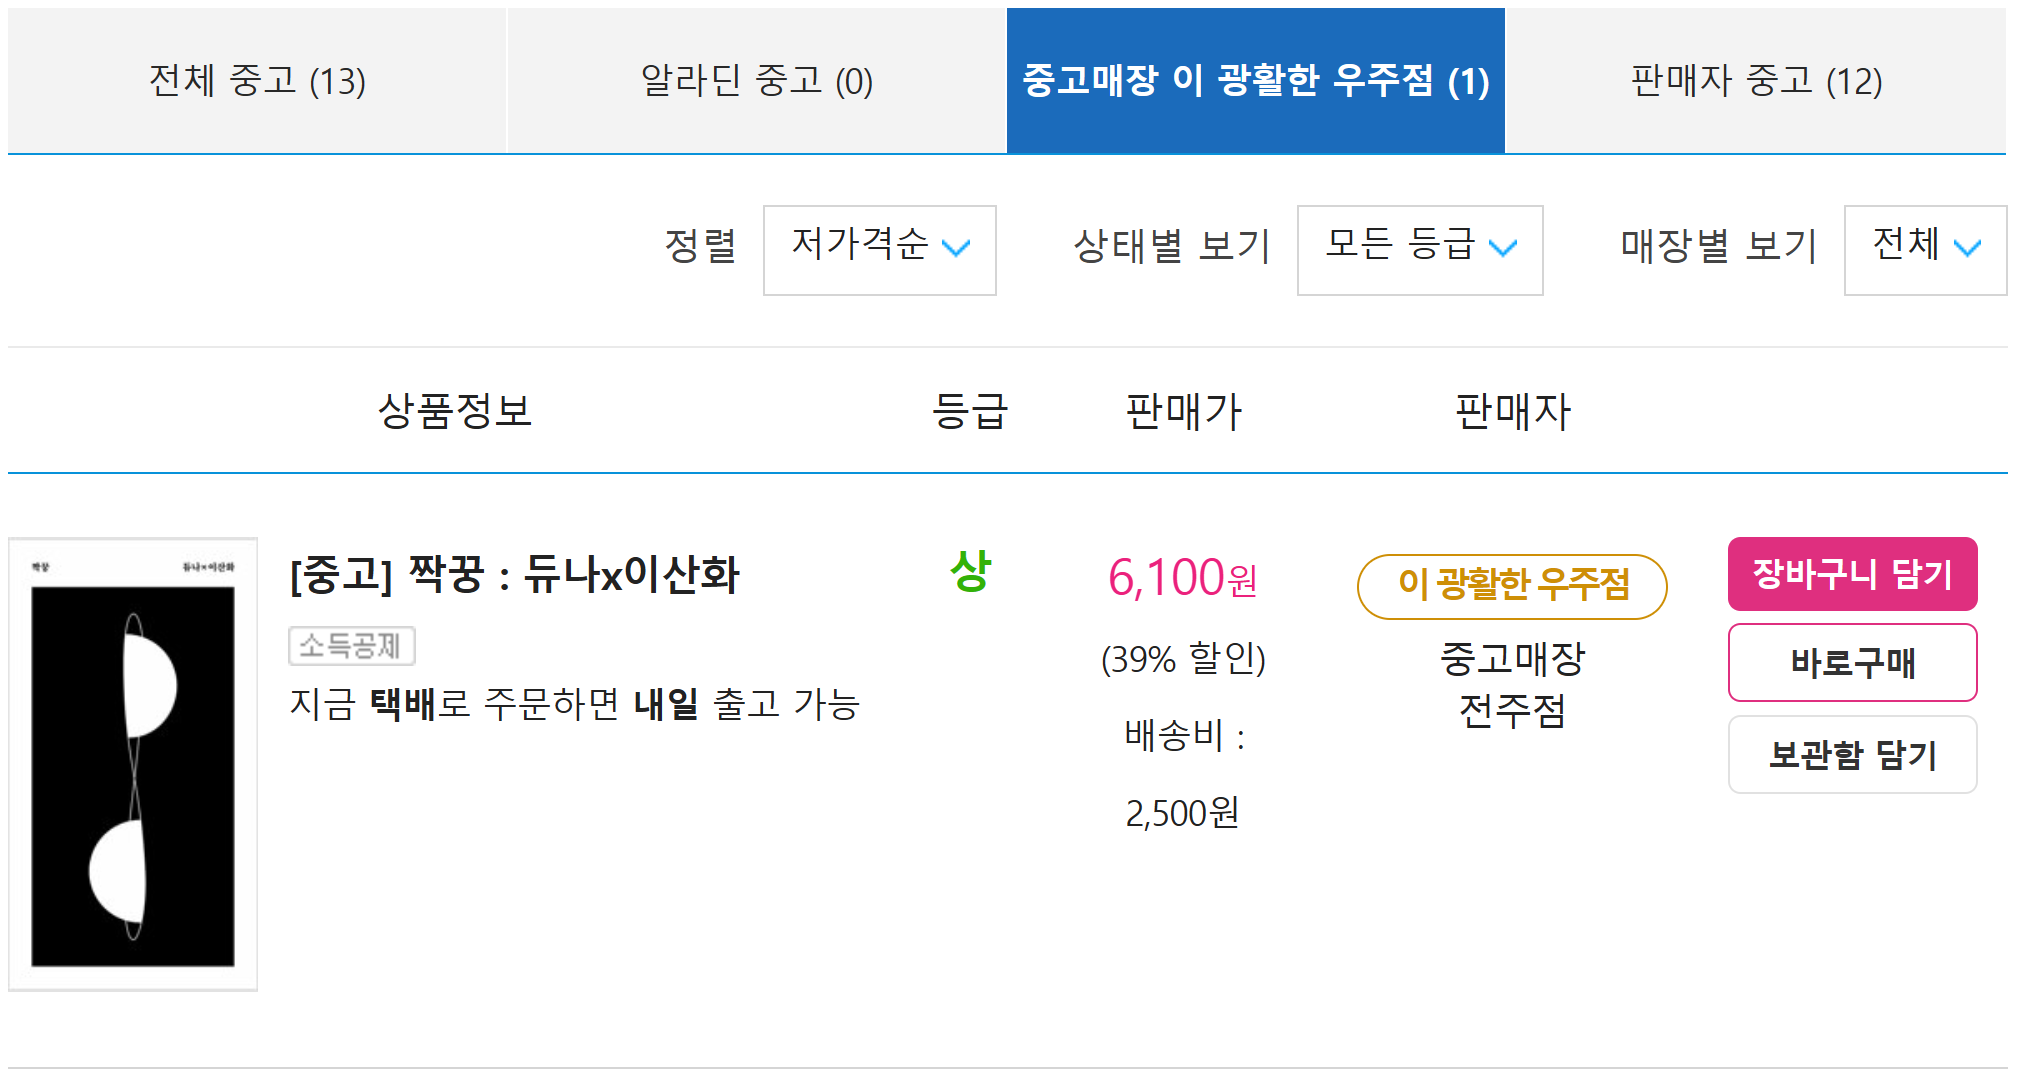 전체 중고 (13)
알라딘 중고 (0)
중고매장 이 광활한 우주점 (1)
판매자 중고 (12)
정렬
저가격순
상태별 보기
모든 등급
매장별 보기
전체
상품정보
등급
판매가
판매자
짝꿍
듀나×이산화
[중고] 짝꿍 : 듀나x이산화
소득공제
지금 택배로 주문하면 내일 출고 가능
상
6,100원
(39% 할인)
배송비 :
2,500원
이 광활한 우주점
중고매장
전주점
장바구니 담기
바로구매
보관함 담기